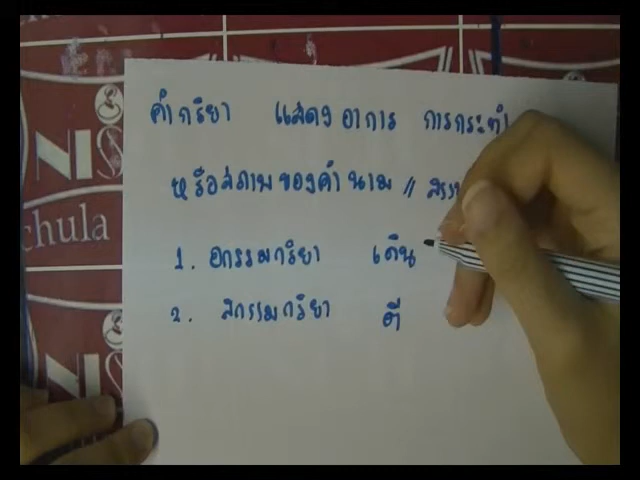 คำกริยา แสดงอาการ การกระทำ
หรือสภาพของคำนาม //
1. อกรรมกริยา เดิน
2. สกรรมกริยา ตี
chula